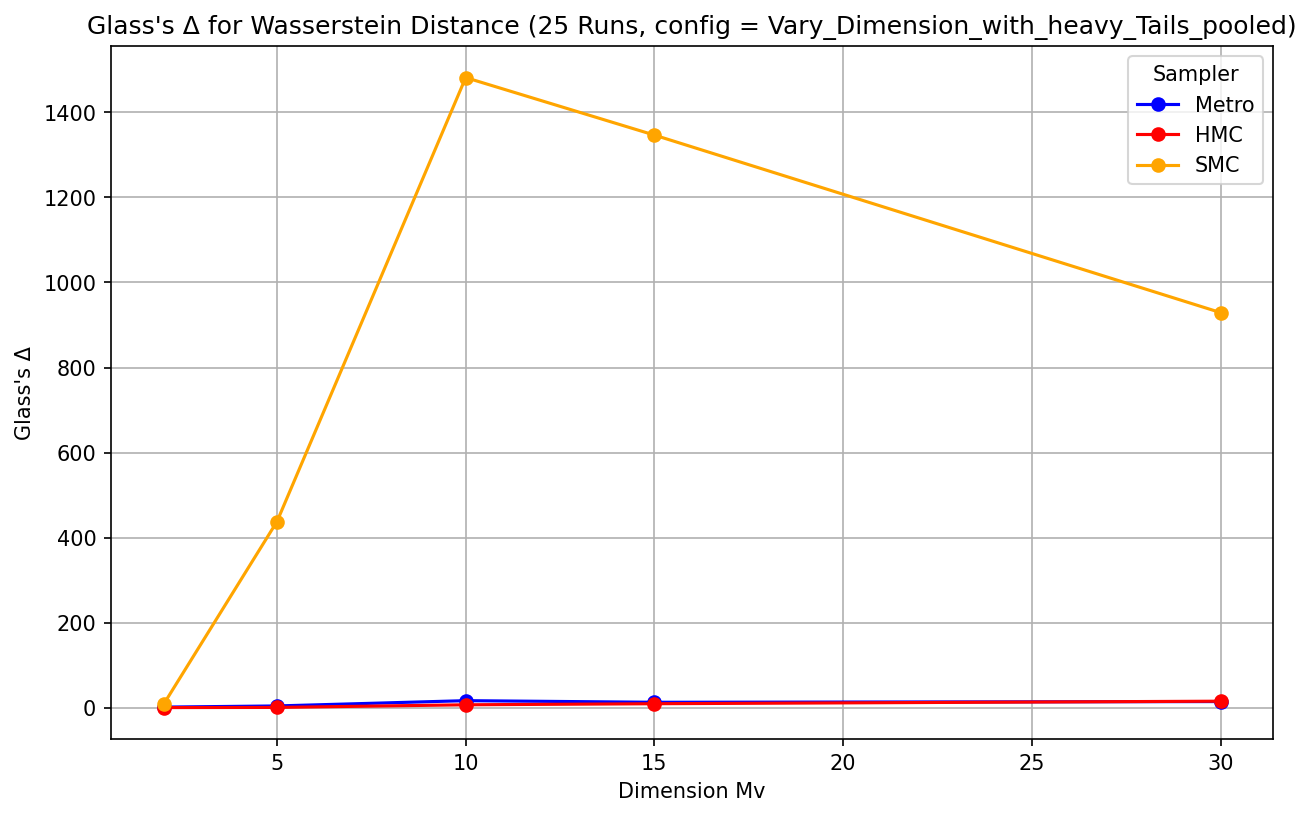 Glass's Δ for Wasserstein Distance (25 Runs, config = Vary_Dimension_with_heavy_Tails_pooled)
Sampler
Metro
HMC
SMC
Glass's Δ
1400
1200
1000
800
600
400
200
0
5
10
15
20
25
30
Dimension Mv